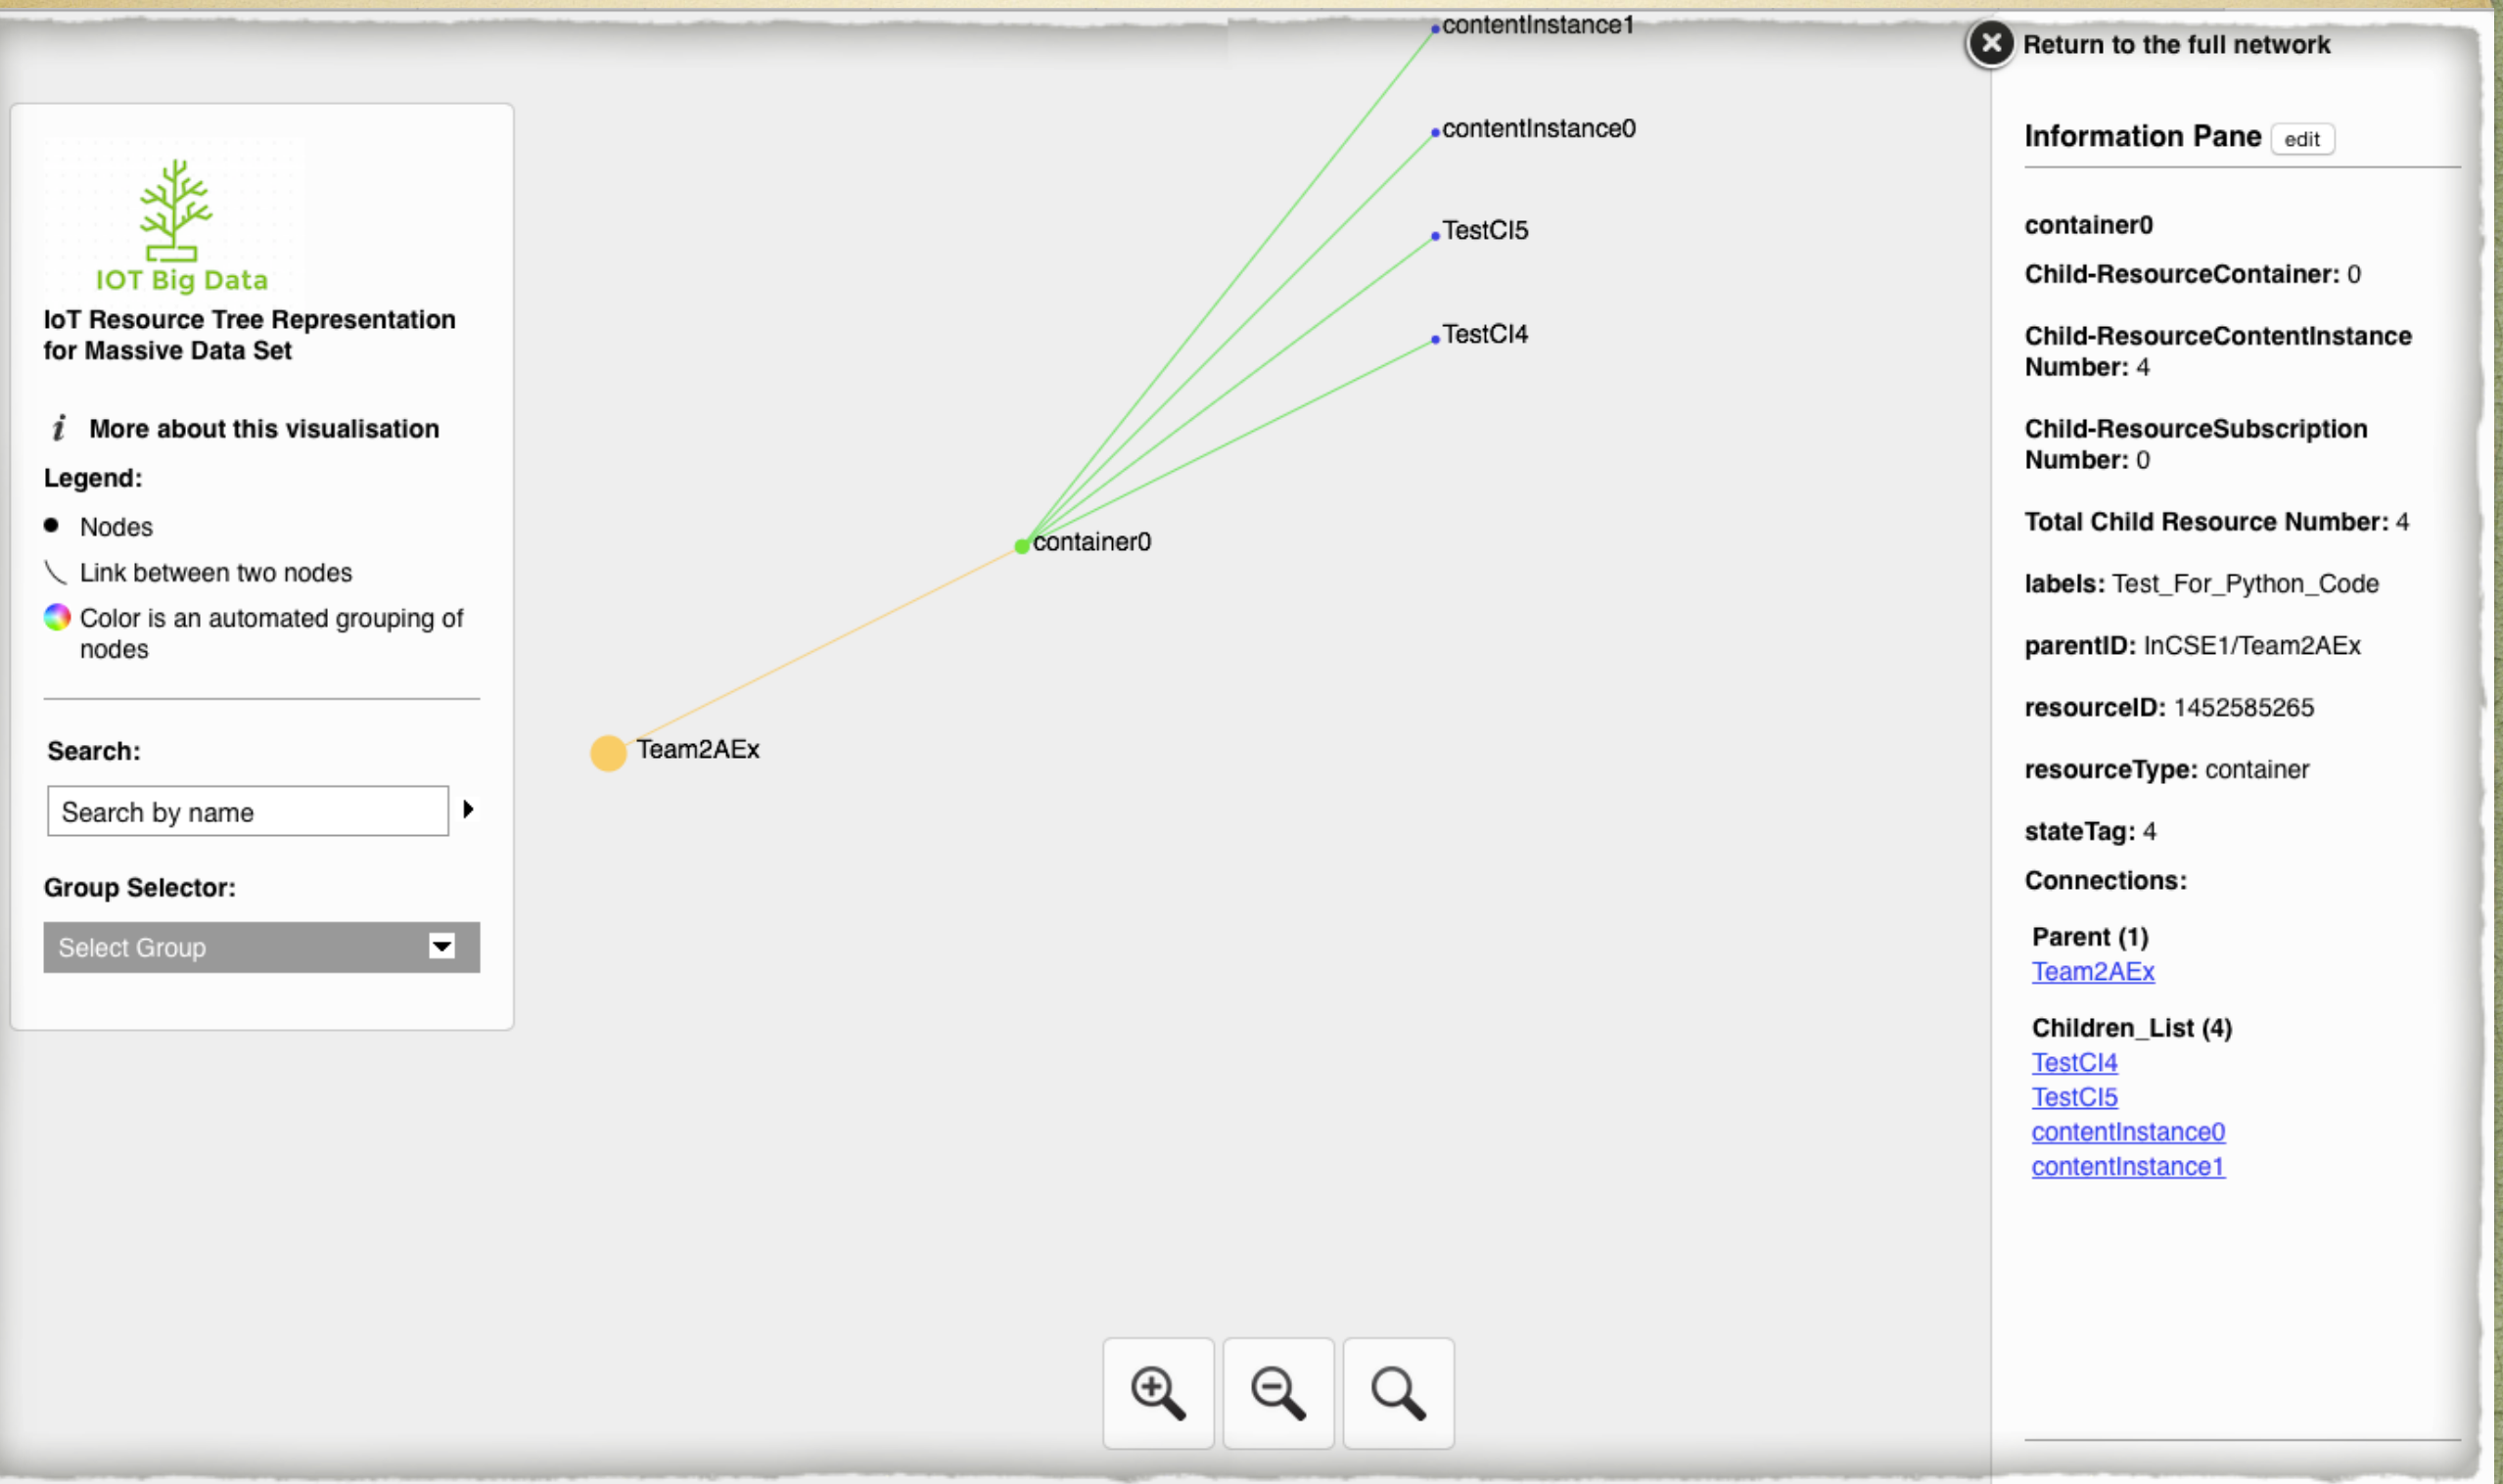 IOT Big Data
IoT Resource Tree Representation
for Massive Data Set
i More about this visualisation
Legend:
Nodes
Link between two nodes
Color is an automated grouping of
nodes
Search:
Search by name
Group Selector:
Select Group
contentInstance1
contentInstance0
TestCI5
TestCI4
container0
Team2AEx
Return to the full network
Information Pane edit
container0
Child-ResourceContainer: 0
Child-ResourceContentInstance
Number: 4
Child-ResourceSubscription
Number: 0
Total Child Resource Number: 4
labels: Test_For_Python_Code
parentID: InCSE1/Team2AEx
resourceID: 1452585265
resourceType: container
stateTag: 4
Connections:
Parent (1)
Team2AEx
Children_List (4)
TestCI4
TestCI5
contentInstance0
contentInstance1